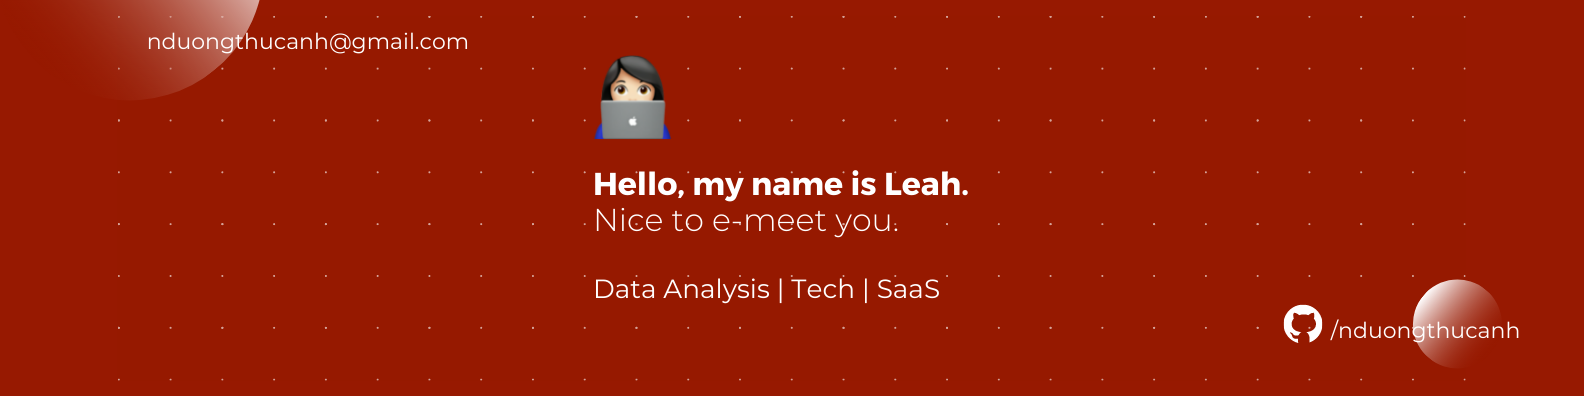 nduongthucanh@gmail.com
Hello, my name is Leah.
Nice to e-meet you.
Data Analysis | Tech | SaaS
/nduongthucanh